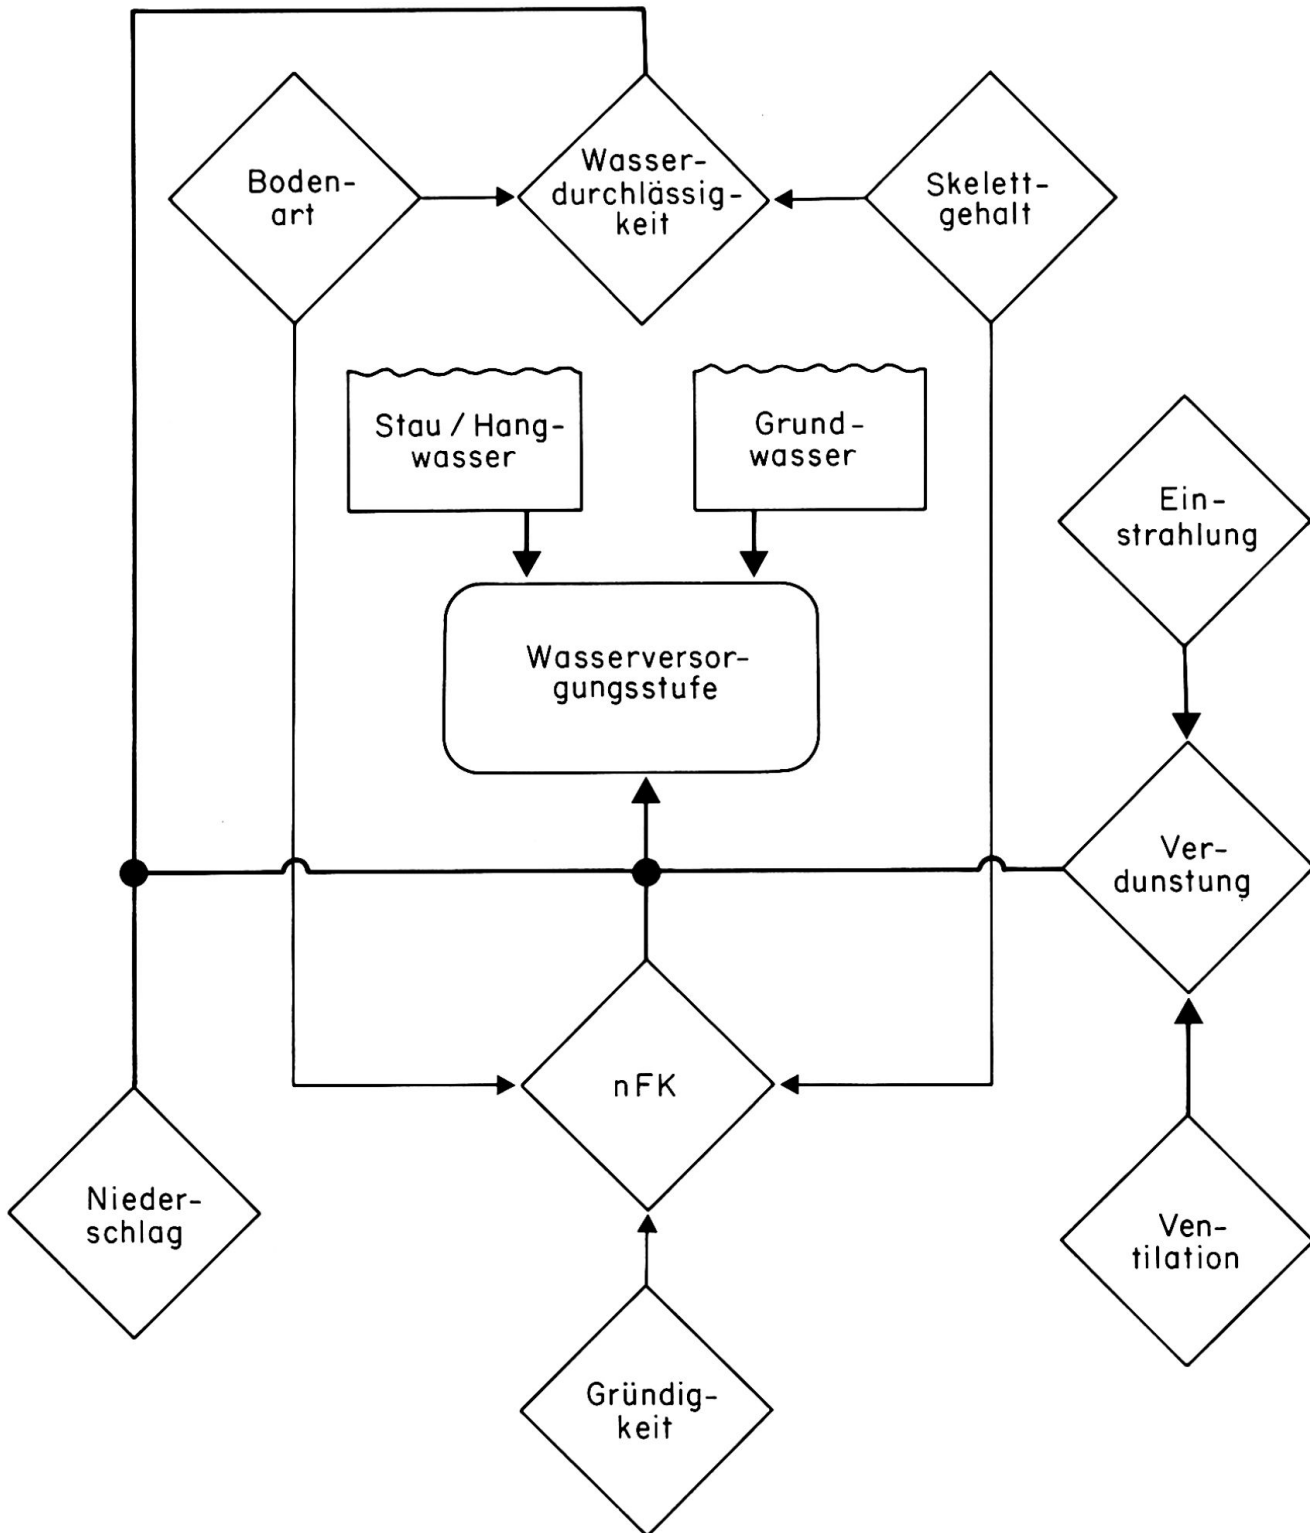 Boden-
art
Wasser-
durchlässig-
keit
Skelett-
gehalt
Stau / Hang-
wasser
Grund-
wasser
Ein-
strahlung
Wasserversor-
gungsstufe
Ver-
dunstung
nFK
Nieder-
schlag
Ven-
tilation
Gründig-
keit